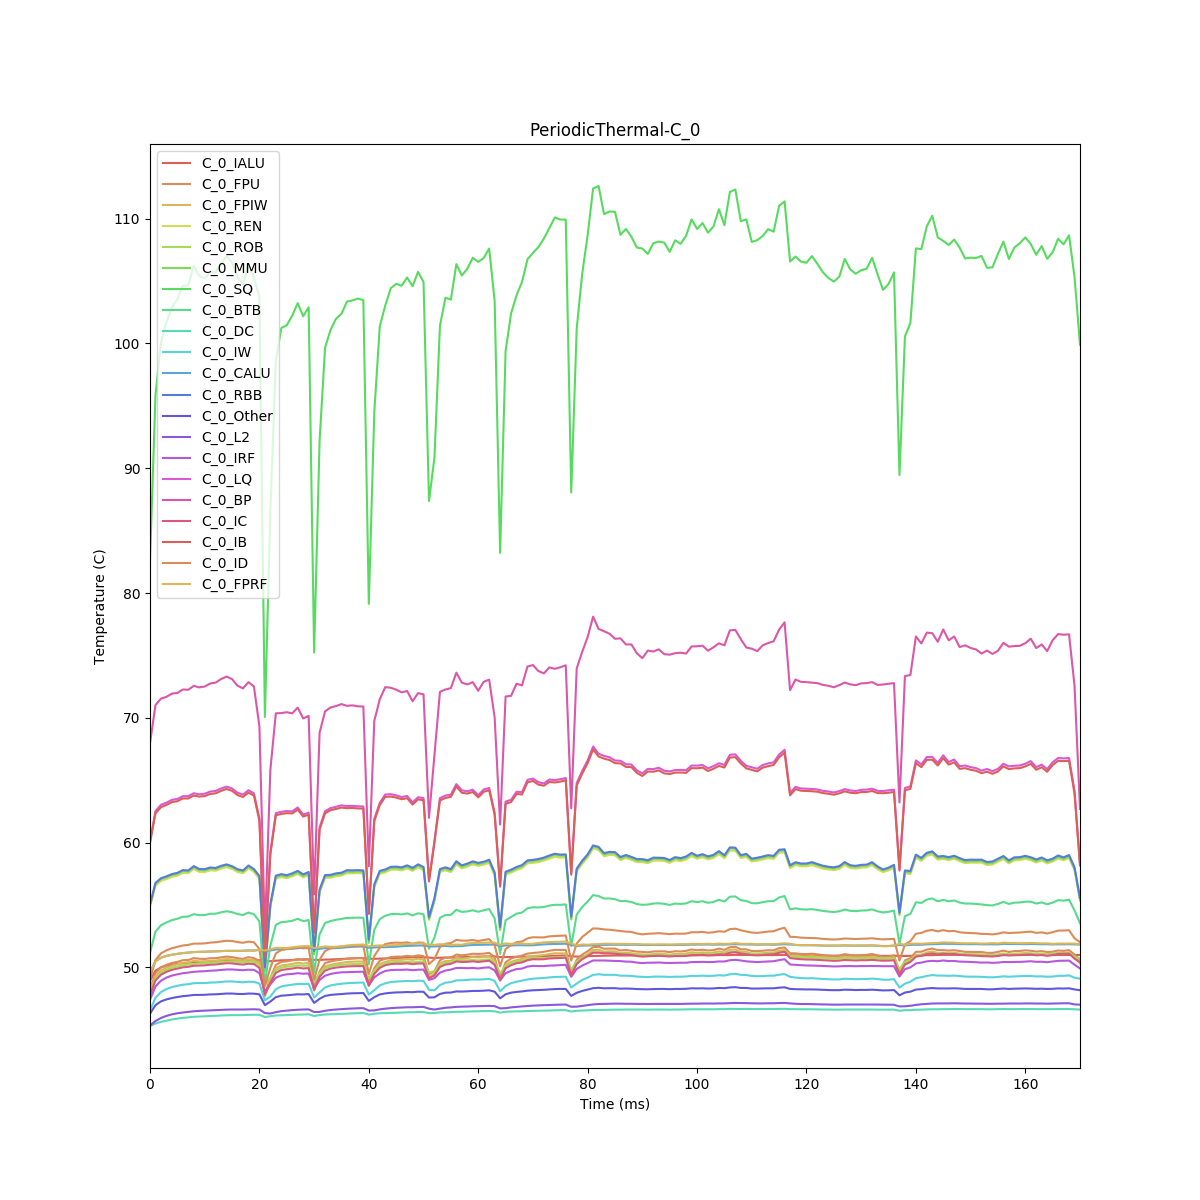 PeriodicThermal-C_0
C_0_IALU
C_0_FPU
C_0_FPIW
C_0_REN
C_0_ROB
C_0_MMU
C_0_SQ
C_0_BTB
C_0_DC
C_0_IW
C_0_CALU
C_0_RBB
C_0_Other
C_0_L2
C_0_IRF
C_0_LQ
C_0_BP
C_0_IC
C_0_IB
C_0_ID
C_0_FPRF
110
100
90
80
70
60
50
Temperature (C)
0 20 40 60 80 100 120 140 160
Time (ms)